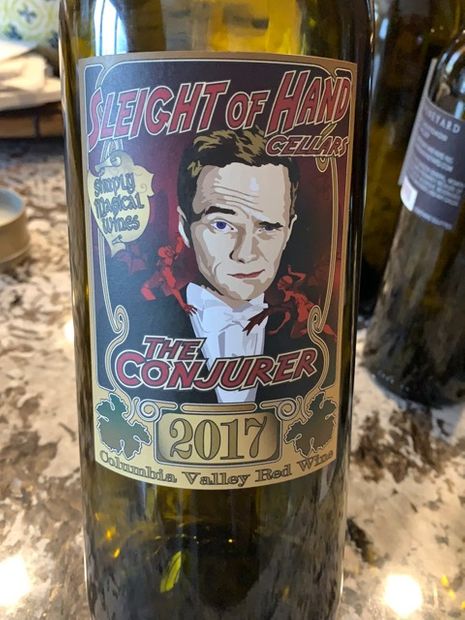 SLEIGHT OF HAND
CELLARS
Simply
Magical
Wines
THE
CONJURER
2017
Columbia Valley Red Wine